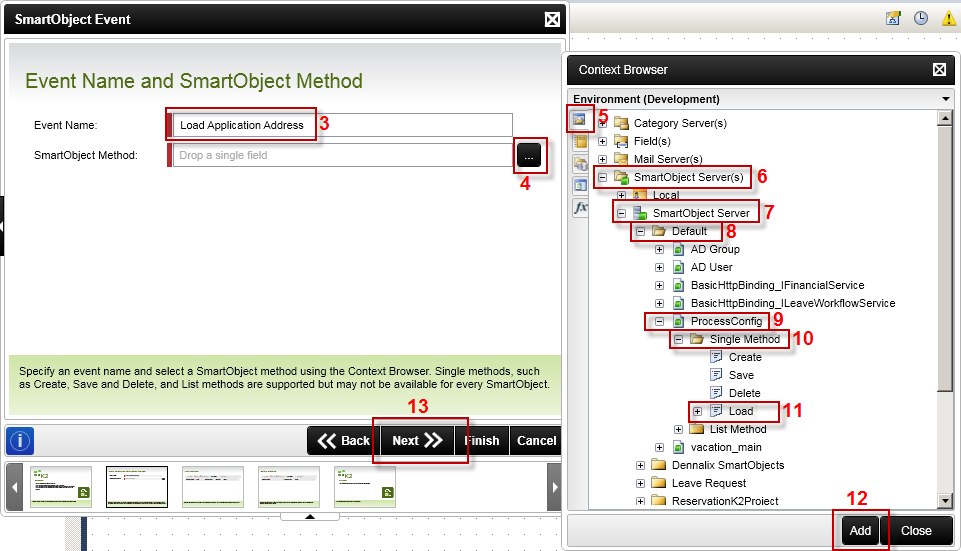 SmartObject Event
Event Name and SmartObject Method
Event Name:
Load Application Address
3
SmartObject Method:
Drop a single field
...
4
Specify an event name and select a SmartObject method using the Context Browser. Single methods, such
as Create, Save and Delete, and List methods are supported but may not be available for every SmartObject.
13
Back
Next
Finish
Cancel
K2
K2
Context Browser
Environment (Development)
5
Category Server(s)
Field(s)
Mail Server(s)
SmartObject Server(s)
6
fx
Local
SmartObject Server
7
Default
8
AD Group
AD User
BasicHttpBinding_IFinancialService
BasicHttpBinding_ILeaveWorkflowService
ProcessConfig
9
Single Method
10
Create
Save
Delete
Load
11
List Method
vacation_main
Dennalix SmartObjects
Leave Request
ReservationK2Project
12
Add
Close